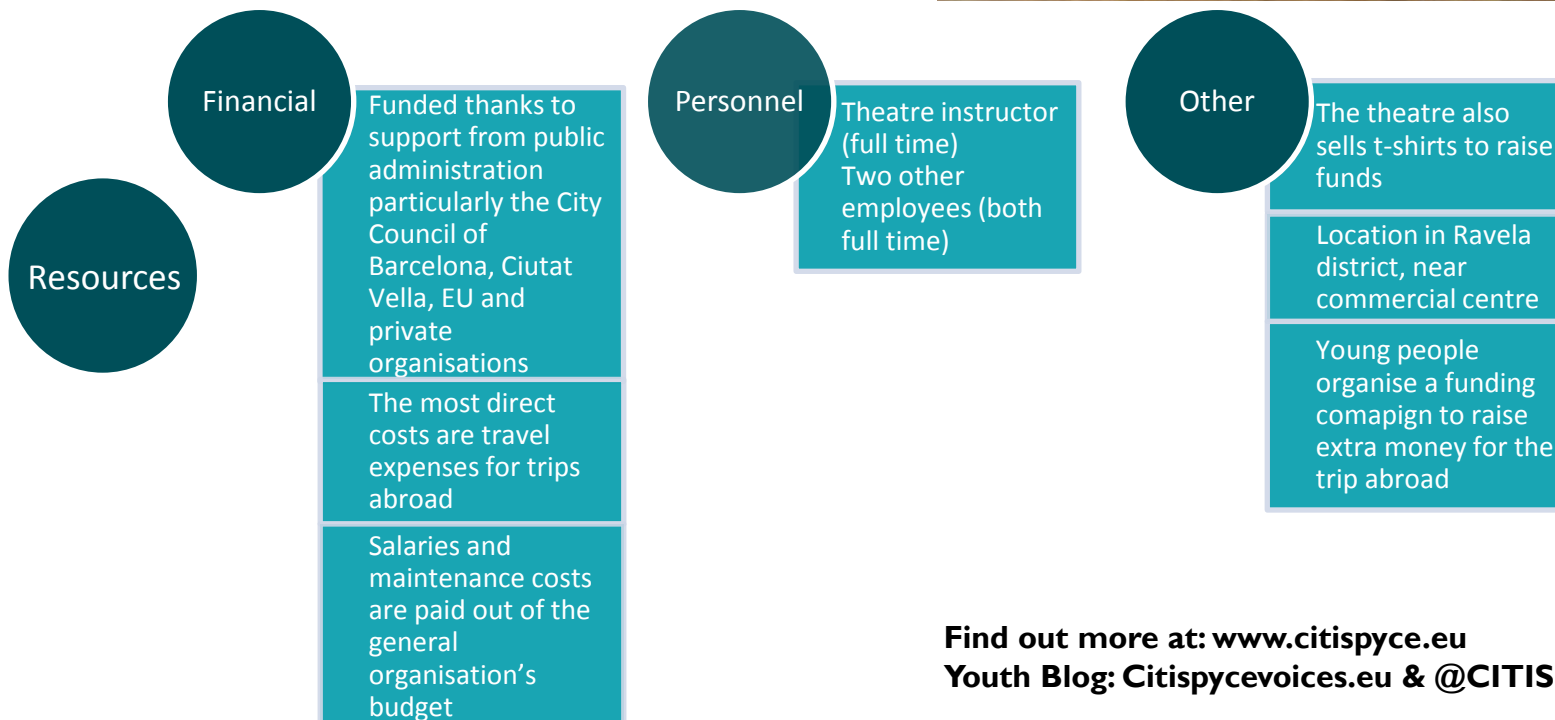 Resources
Financial
Funded thanks to
support from public
administration
particularly the City
Council of
Barcelona, Ciutat
Vella, EU and
private
organisations
The most direct
costs are travel
expenses for trips
abroad
Salaries and
maintenance costs
are paid out of the
general
organisation’s
budget
Personnel
Theatre instructor
(full time)
Two other
employees (both
full time)
Other
The theatre also
sells t-shirts to raise
funds
Location in Ravela
district, near
commercial centre
Young people
organise a funding
comapign to raise
extra money for the
trip abroad
Find out more at: www.citispyce.eu
Youth Blog: Citispycevoices.eu & @CITIS